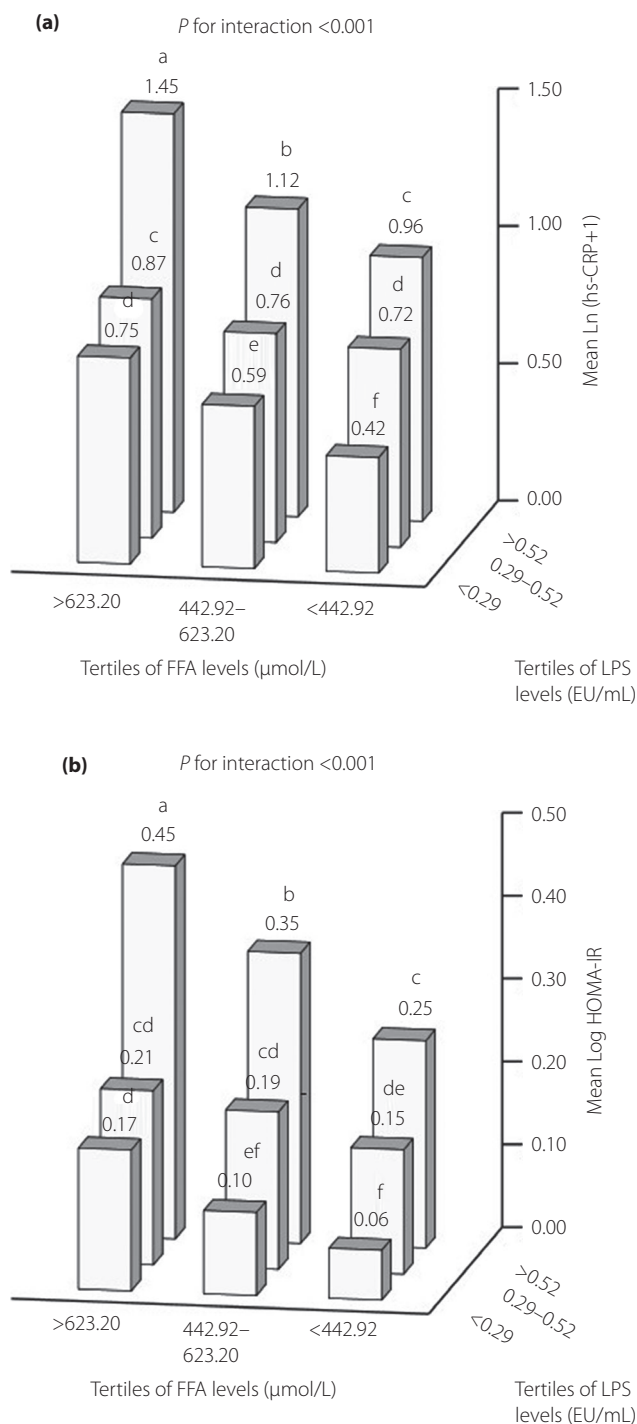 (a)
P for interaction <0.001
a
1.45
b
1.12
c
0.96
c
0.87
d
0.76
d
0.72
d
0.75
e
0.59
f
0.42
1.50
1.00
0.50
0.00
Mean Ln (hs-CRP+1)
>0.52
0.29–0.52
<0.29
>623.20
442.92–
623.20
<442.92
Tertiles of FFA levels (μmol/L)
Tertiles of LPS
levels (EU/mL)
(b)
P for interaction <0.001
a
0.45
b
0.35
c
0.25
cd
0.21
cd
0.19
de
0.15
d
0.17
ef
0.10
f
0.06
0.50
0.40
0.30
0.20
0.10
0.00
Mean Log HOMA-IR
>0.52
0.29–0.52
<0.29
>623.20
442.92–
623.20
<442.92
Tertiles of FFA levels (μmol/L)
Tertiles of LPS
levels (EU/mL)